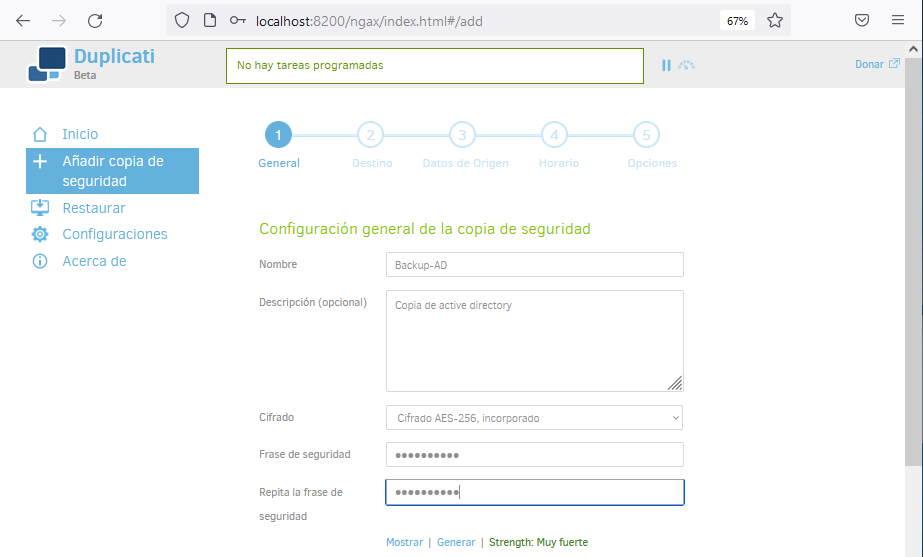 localhost:8200/ngax/index.html#/add
67%
Duplicati
Beta
No hay tareas programadas
Donar
Inicio
Añadir copia de
seguridad
Restaurar
Configuraciones
Acerca de
1 2 3 4 5
General Destino Datos de Origen Horario Opciones
Configuración general de la copia de seguridad
Nombre Backup-AD
Descripción (opcional) Copia de active directory
Cifrado Cifrado AES-256, incorporado
Frase de seguridad ••••••••••
Repita la frase de ••••••••••
seguridad
Mostrar | Generar | Strength: Muy fuerte